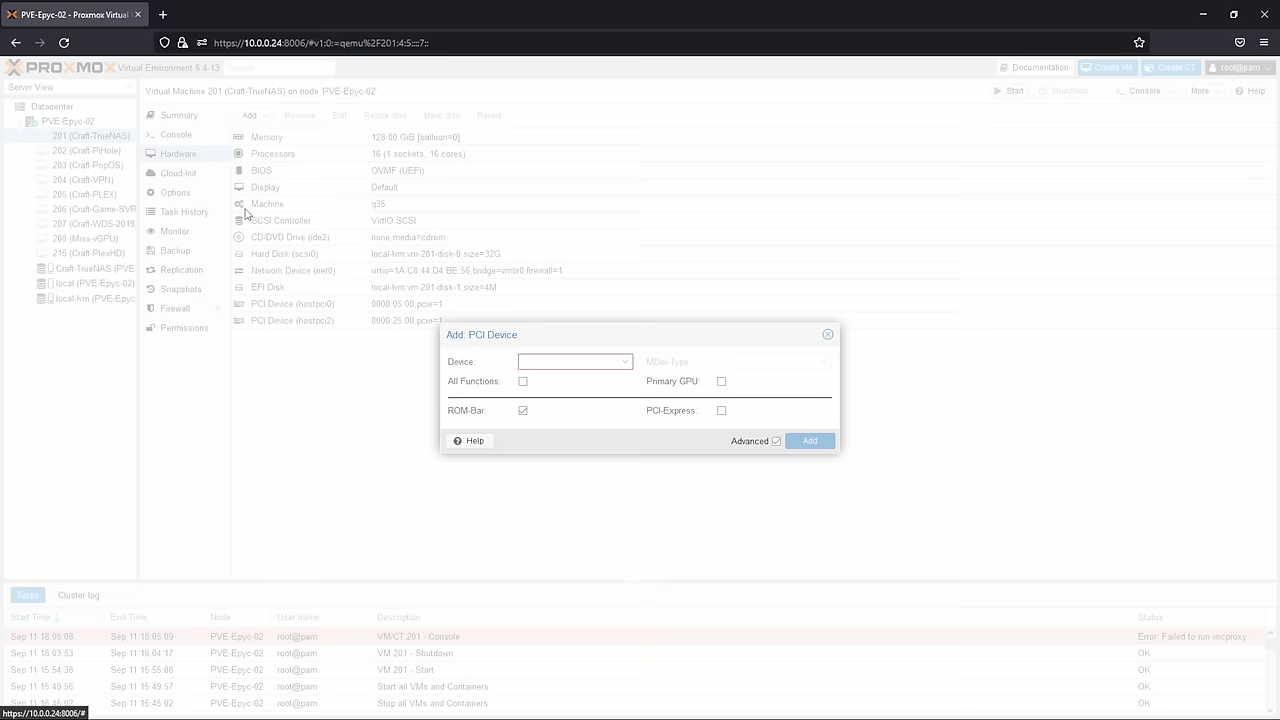 PVE-Epyc-02 - Proxmox Virtual
https://10.0.0.24:8006/#v1:0:=qemu%2F201:4:5::::7::
PROXMOX Virtual Environment 6.4-13 Search Documentation Create VM Create CT root@pam
Server View
Datacenter
PVE-Epyc-02
201 (Craft-TrueNAS)
202 (Craft-PiHole)
203 (Craft-PopOS)
204 (Craft-VPN)
205 (Craft-PLEX)
206 (Craft-Game-SVR
207 (Craft-WDS-2019
208 (Miss-vGPU)
215 (Craft-PlexHD)
Craft-TrueNAS (PVE
local (PVE-Epyc-02)
local-lvm (PVE-Epyc
Virtual Machine 201 (Craft-TrueNAS) on node 'PVE-Epyc-02' Start Shutdown Console More Help
Summary
Console
Hardware
Cloud-Init
Options
Task History
Monitor
Backup
Replication
Snapshots
Firewall
Permissions
Add Remove Edit Resize disk Move disk Revert
Memory 128.00 GiB [balloon=0]
Processors 16 (1 sockets, 16 cores)
BIOS OVMF (UEFI)
Display Default
Machine q35
SCSI Controller VirtIO SCSI
CD/DVD Drive (ide2) none,media=cdrom
Hard Disk (scsi0) local-lvm:vm-201-disk-0,size=32G
Network Device (net0) virtio=1A:C8:44:D4:BE:56,bridge=vmbr0,firewall=1
EFI Disk local-lvm:vm-201-disk-1,size=4M
PCI Device (hostpci0) 0000:05:00,pcie=1
PCI Device (hostpci2) 0000:25:00,pcie=1
Add: PCI Device
Device: MDev Type
All Functions: Primary GPU:
ROM-Bar: PCI-Express:
Help Advanced Add
Tasks Cluster log
Start Time End Time Node User name Description Status
Sep 11 18:05:08 Sep 11 18:05:09 PVE-Epyc-02 root@pam VM/CT 201 - Console Error: Failed to run vncproxy.
Sep 11 18:03:53 Sep 11 18:04:17 PVE-Epyc-02 root@pam VM 201 - Shutdown OK
Sep 11 15:54:38 Sep 11 15:55:08 PVE-Epyc-02 root@pam VM 201 - Start OK
Sep 11 15:49:56 Sep 11 15:49:57 PVE-Epyc-02 root@pam Start all VMs and Containers OK
Sep 11 15:45:02 Sep 11 15:45:02 PVE-Epyc-02 root@pam Stop all VMs and Containers OK
https://10.0.0.24:8006/#